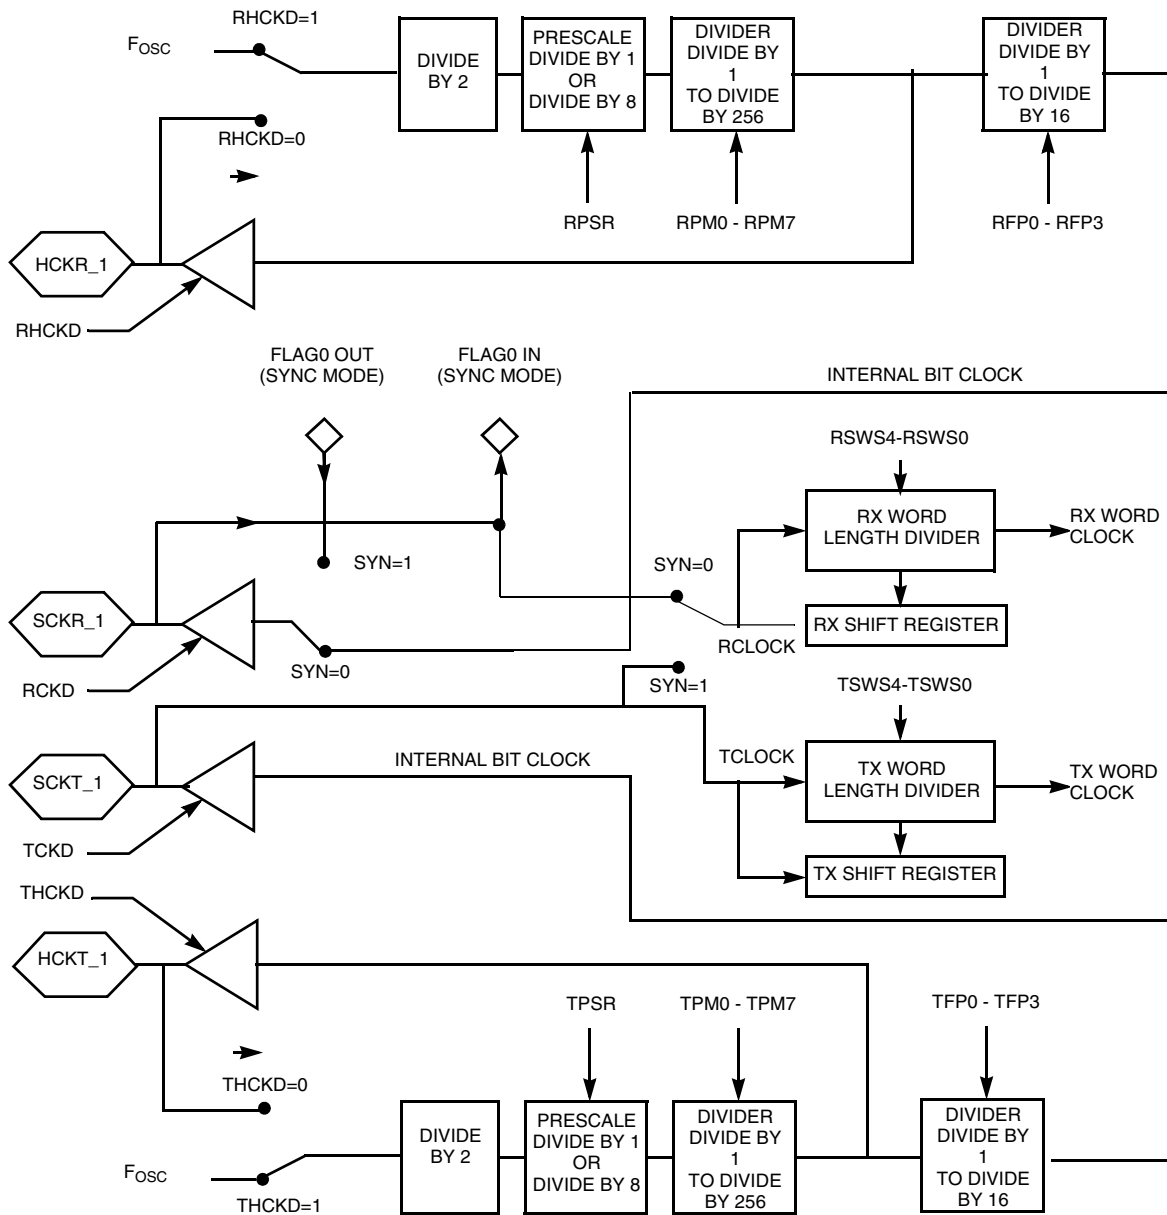 RHCKD=1
FOSC
DIVIDE
BY 2
PRESCALE
DIVIDE BY 1
OR
DIVIDE BY 8
DIVIDER
DIVIDE BY
1
TO DIVIDE
BY 256
DIVIDER
DIVIDE BY
1
TO DIVIDE
BY 16
RHCKD=0
RPSR
RPM0 - RPM7
RFP0 - RFP3
HCKR_1
RHCKD
FLAG0 OUT
(SYNC MODE)
FLAG0 IN
(SYNC MODE)
INTERNAL BIT CLOCK
RSWS4-RSWS0
RX WORD
LENGTH DIVIDER
RX WORD
CLOCK
SYN=1
SYN=0
SCKR_1
RX SHIFT REGISTER
RCLOCK
SYN=0
RCKD
SYN=1
TSWS4-TSWS0
INTERNAL BIT CLOCK
TCLOCK
TX WORD
LENGTH DIVIDER
TX WORD
CLOCK
SCKT_1
TCKD
TX SHIFT REGISTER
THCKD
HCKT_1
TPSR
TPM0 - TPM7
TFP0 - TFP3
THCKD=0
DIVIDE
BY 2
PRESCALE
DIVIDE BY 1
OR
DIVIDE BY 8
DIVIDER
DIVIDE BY
1
TO DIVIDE
BY 256
DIVIDER
DIVIDE BY
1
TO DIVIDE
BY 16
FOSC
THCKD=1